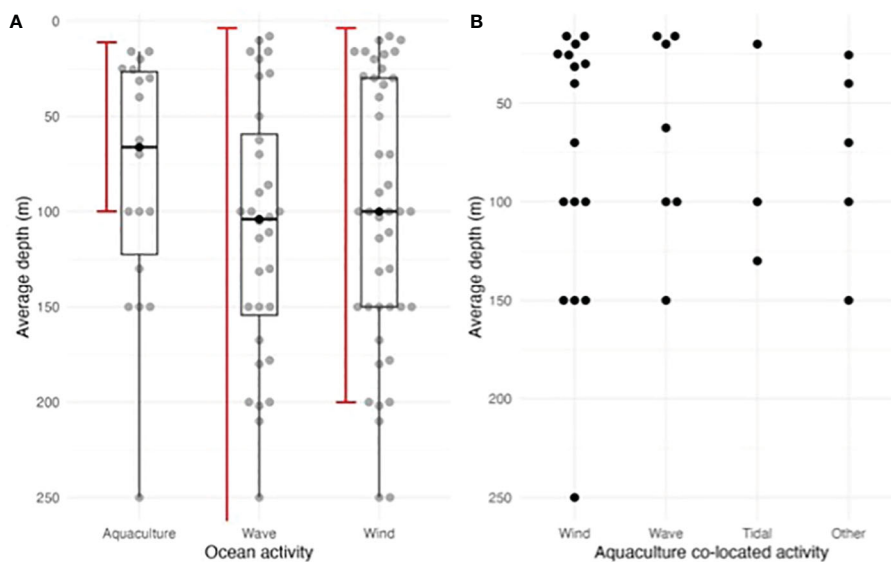 A
B
0
50
100
150
200
250
Average depth (m)
Aquaculture
Wave
Wind
Ocean activity
50
100
150
200
250
Average depth (m)
Wind
Wave
Tidal
Other
Aquaculture co-located activity